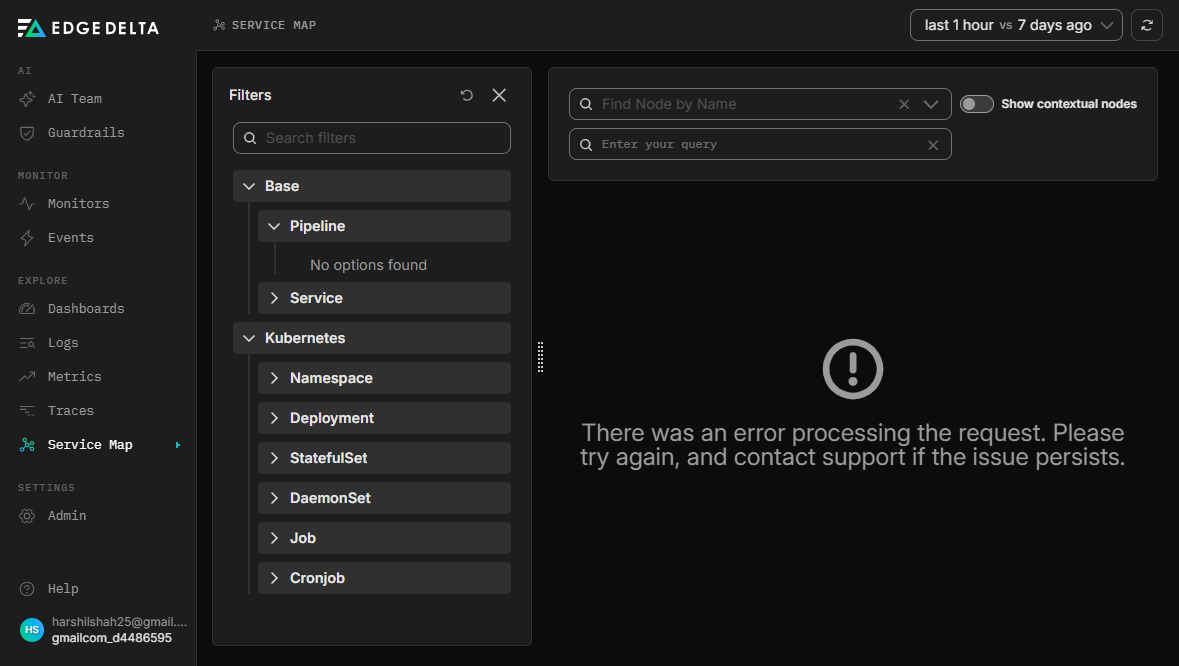 EDGE DELTA
AI
AI Team
Guardrails
MONITOR
Monitors
Events
EXPLORE
Dashboards
Logs
Metrics
Traces
Service Map
SETTINGS
Admin
Help
HS
harshilshah25@gmail....
gmailcom_d4486595
SERVICE MAP
last 1 hour vs 7 days ago
Filters
Search filters
Base
Pipeline
No options found
Service
Kubernetes
Namespace
Deployment
StatefulSet
DaemonSet
Job
Cronjob
Find Node by Name
Show contextual nodes
Enter your query
There was an error processing the request. Please
try again, and contact support if the issue persists.